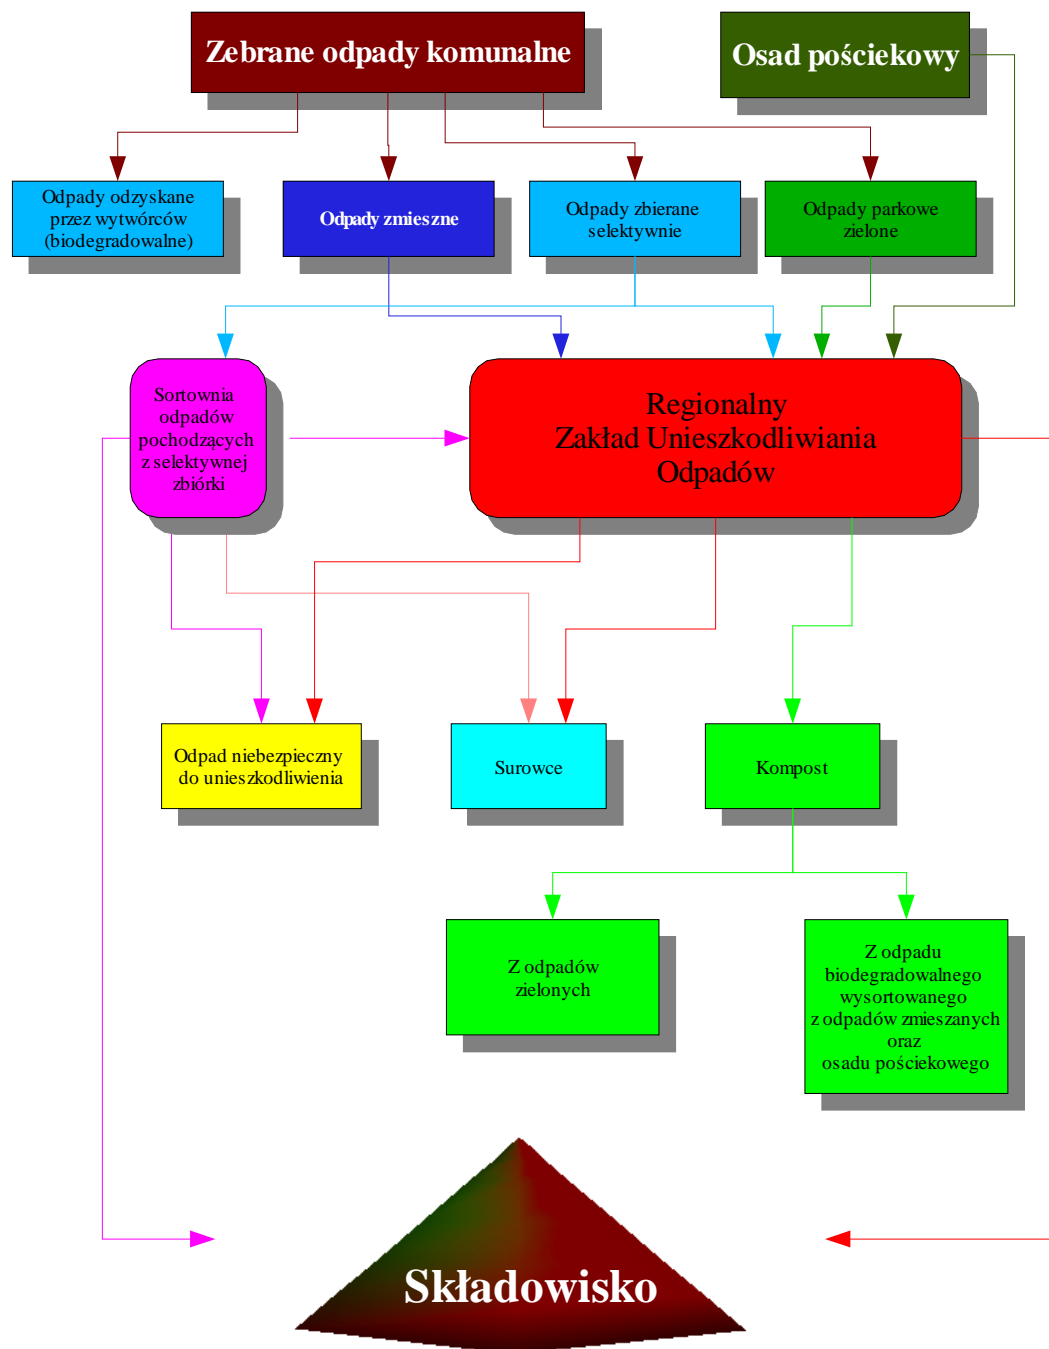 Zebrane odpady komunalne
Osad pościekowy
Odpady odzyskane
przez wytwórców
(biodegradowalne)
Odpady zmieszne
Odpady zbierane
selektywnie
Odpady parkowe
zielone
Sortownia
odpadów
pochodzących
z selektywnej
zbiórki
Regionalny
Zakład Unieszkodliwiania
Odpadów
Odpad niebezpieczny
do unieszkodliwienia
Surowce
Kompost
Z odpadów
zielonych
Z odpadu
biodegradowalnego
wysortowanego
z odpadów zmieszanych
oraz
osadu pościekowego
Składowisko